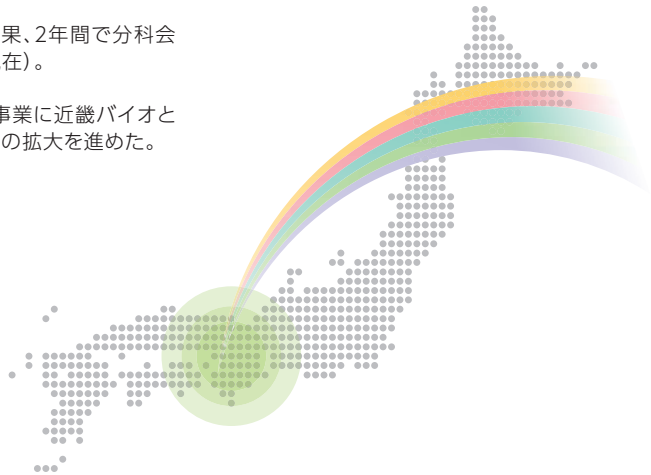 果、2年間で分科会
在）。
事業に近畿バイオと
の拡大を進めた。